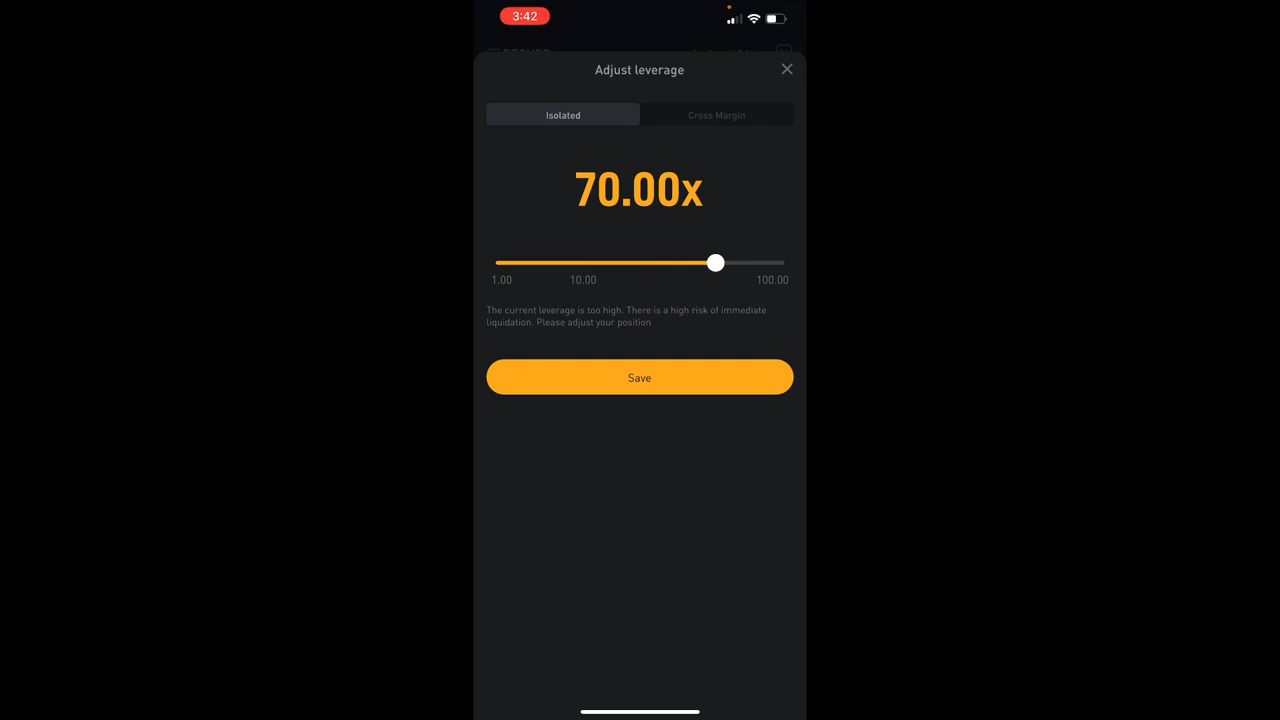 3:42
Adjust leverage
Isolated
Cross Margin
70.00x
1.00
10.00
100.00
The current leverage is too high. There is a high risk of immediate
liquidation. Please adjust your position
Save